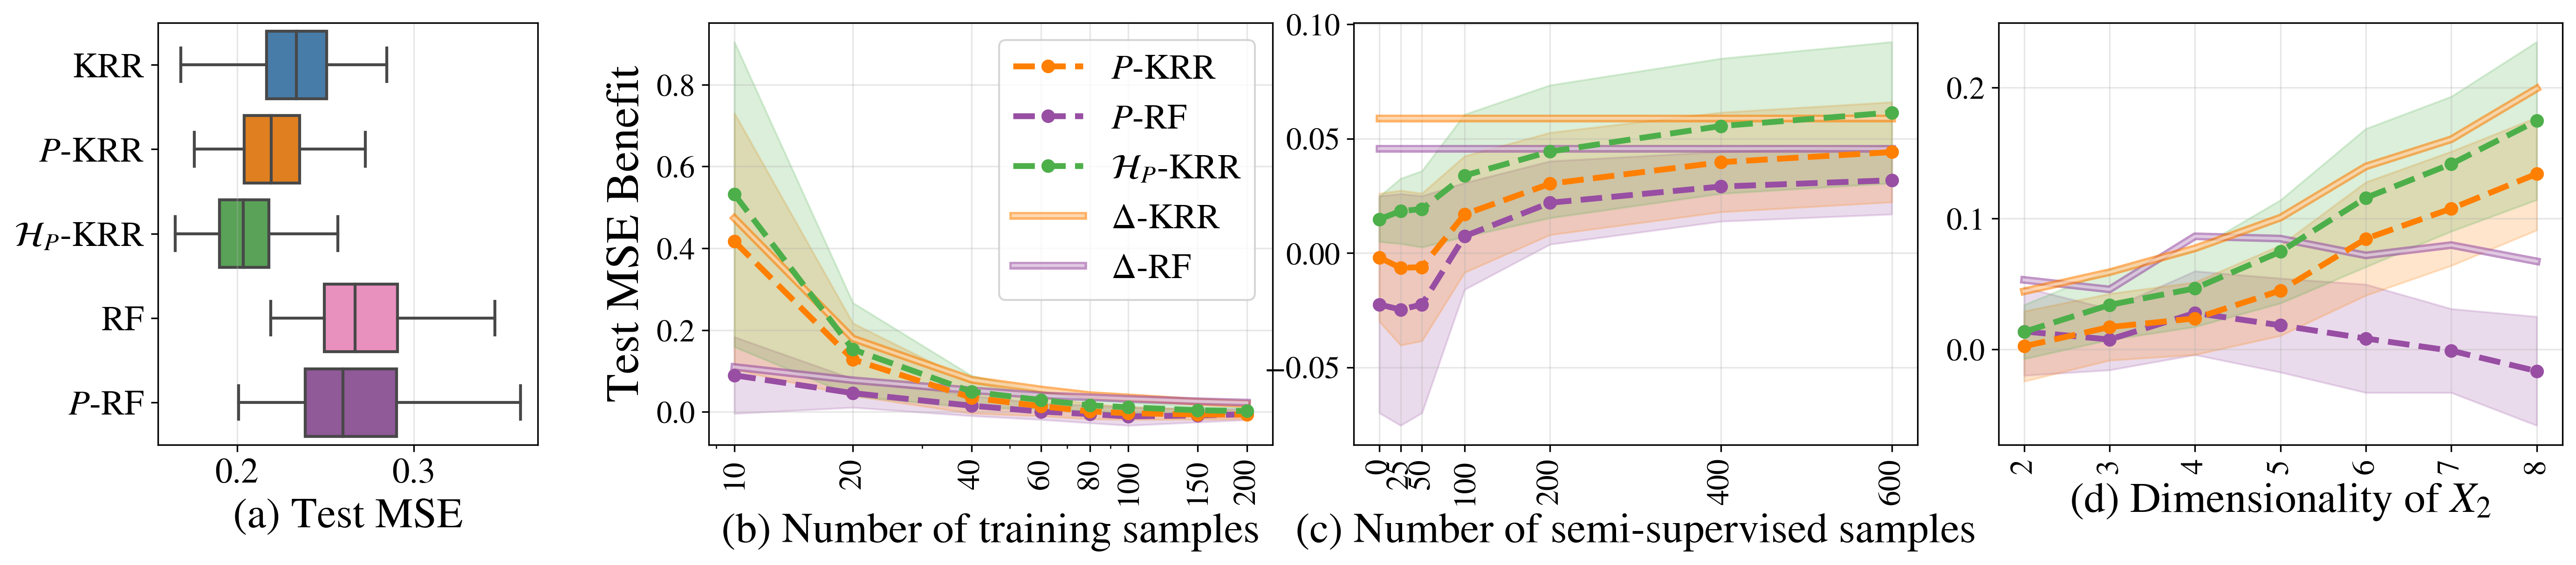 KRR
P-KRR
H_P-KRR
RF
P-RF
0.2 0.3
(a) Test MSE
Test MSE Benefit
0.8
0.6
0.4
0.2
0.0
P-KRR
P-RF
H_P-KRR
Δ-KRR
Δ-RF
10 20 40 60 80 100 150 200
(b) Number of training samples
0.10
0.05
0.00
−0.05
0 25 50 100 200 400 600
(c) Number of semi-supervised samples
0.2
0.1
0.0
2 3 4 5 6 7 8
(d) Dimensionality of X₂